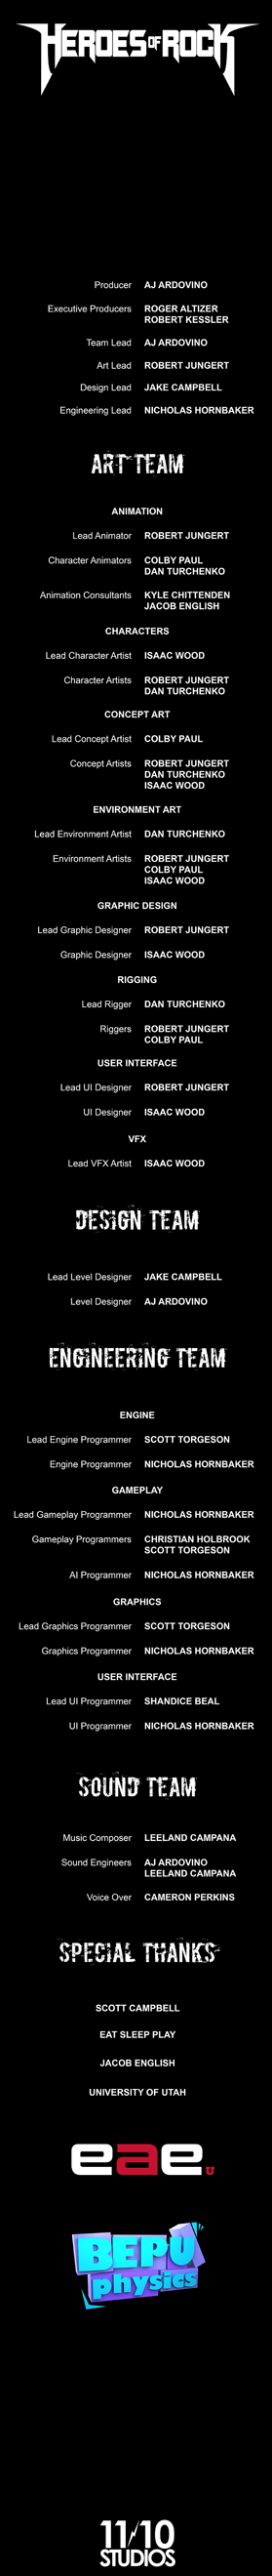 HEROES OF ROCK
Producer AJ ARDOVINO
Executive Producers ROGER ALTIZER
ROBERT KESSLER
Team Lead AJ ARDOVINO
Art Lead ROBERT JUNGERT
Design Lead JAKE CAMPBELL
Engineering Lead NICHOLAS HORNBAKER
ART TEAM
ANIMATION
Lead Animator ROBERT JUNGERT
Character Animators COLBY PAUL
DAN TURCHENKO
Animation Consultants KYLE CHITTENDEN
JACOB ENGLISH
CHARACTERS
Lead Character Artist ISAAC WOOD
Character Artists ROBERT JUNGERT
DAN TURCHENKO
CONCEPT ART
Lead Concept Artist COLBY PAUL
Concept Artists ROBERT JUNGERT
DAN TURCHENKO
ISAAC WOOD
ENVIRONMENT ART
Lead Environment Artist DAN TURCHENKO
Environment Artists ROBERT JUNGERT
COLBY PAUL
ISAAC WOOD
GRAPHIC DESIGN
Lead Graphic Designer ROBERT JUNGERT
Graphic Designer ISAAC WOOD
RIGGING
Lead Rigger DAN TURCHENKO
Riggers ROBERT JUNGERT
COLBY PAUL
USER INTERFACE
Lead UI Designer ROBERT JUNGERT
UI Designer ISAAC WOOD
VFX
Lead VFX Artist ISAAC WOOD
DESIGN TEAM
Lead Level Designer JAKE CAMPBELL
Level Designer AJ ARDOVINO
ENGINEERING TEAM
ENGINE
Lead Engine Programmer SCOTT TORGESON
Engine Programmer NICHOLAS HORNBAKER
GAMEPLAY
Lead Gameplay Programmer NICHOLAS HORNBAKER
Gameplay Programmers CHRISTIAN HOLBROOK
SCOTT TORGESON
AI Programmer NICHOLAS HORNBAKER
GRAPHICS
Lead Graphics Programmer SCOTT TORGESON
Graphics Programmer NICHOLAS HORNBAKER
USER INTERFACE
Lead UI Programmer SHANDICE BEAL
UI Programmer NICHOLAS HORNBAKER
SOUND TEAM
Music Composer LEELAND CAMPANA
Sound Engineers AJ ARDOVINO
LEELAND CAMPANA
Voice Over CAMERON PERKINS
SPECIAL THANKS
SCOTT CAMPBELL
EAT SLEEP PLAY
JACOB ENGLISH
UNIVERSITY OF UTAH
eae U
BEPU
physics
11/10
STUDIOS